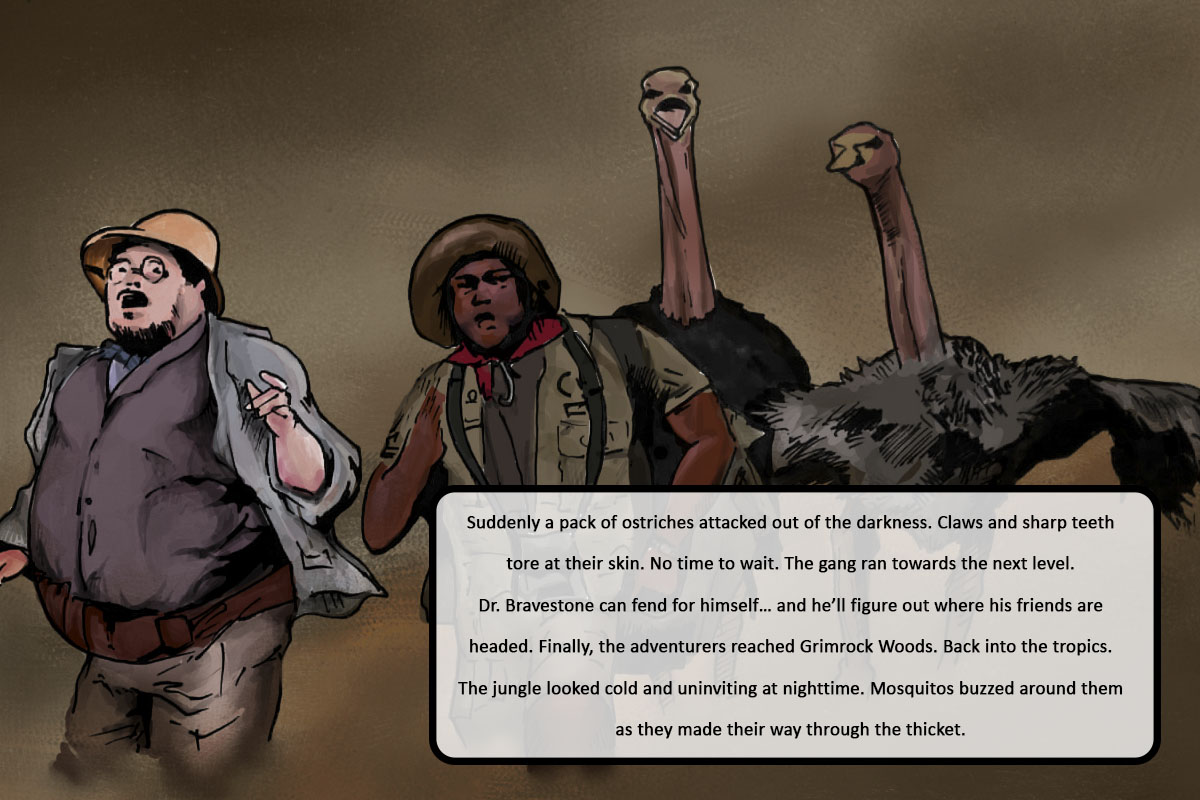 Suddenly a pack of ostriches attacked out of the darkness. Claws and sharp teeth
tore at their skin. No time to wait. The gang ran towards the next level.
Dr. Bravestone can fend for himself… and he’ll figure out where his friends are
headed. Finally, the adventurers reached Grimrock Woods. Back into the tropics.
The jungle looked cold and uninviting at nighttime. Mosquitos buzzed around them
as they made their way through the thicket.